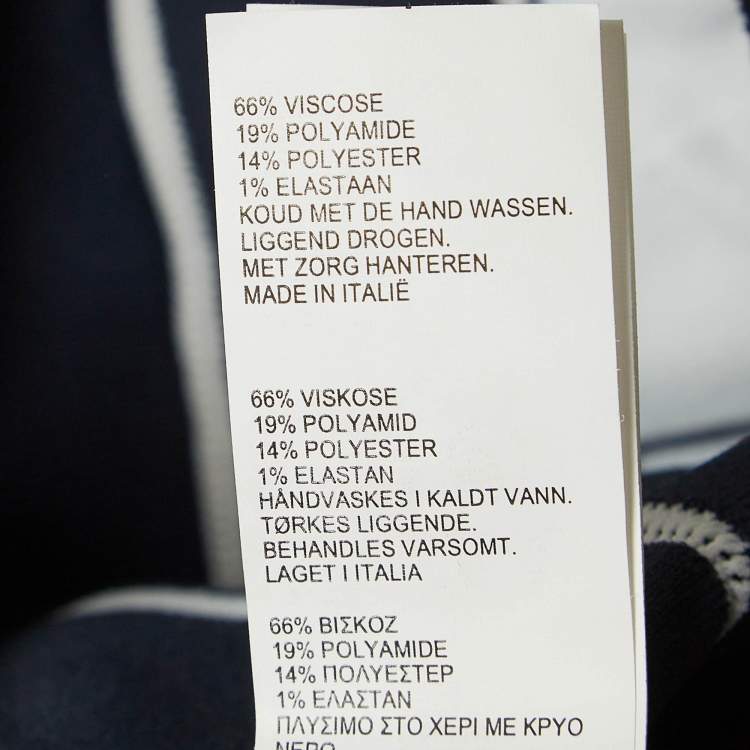 66% VISCOSE
19% POLYAMIDE
14% POLYESTER
1% ELASTAAN
KOUD MET DE HAND WASSEN.
LIGGEND DROGEN.
MET ZORG HANTEREN.
MADE IN ITALIË
66% VISKOSE
19% POLYAMID
14% POLYESTER
1% ELASTAN
HÅNDVASKES I KALDT VANN.
TØRKES LIGGENDE.
BEHANDLES VARSOMT.
LAGET I ITALIA
66% ΒΙΣΚΟΖ
19% POLYAMIDE
14% ΠΟΛΥΕΣΤΕΡ
1% ΕΛΑΣΤΑΝ
ΠΛΥΣΙΜΟ ΣΤΟ ΧΕΡΙ ΜΕ ΚΡΥΟ
ΝΕΡΟ